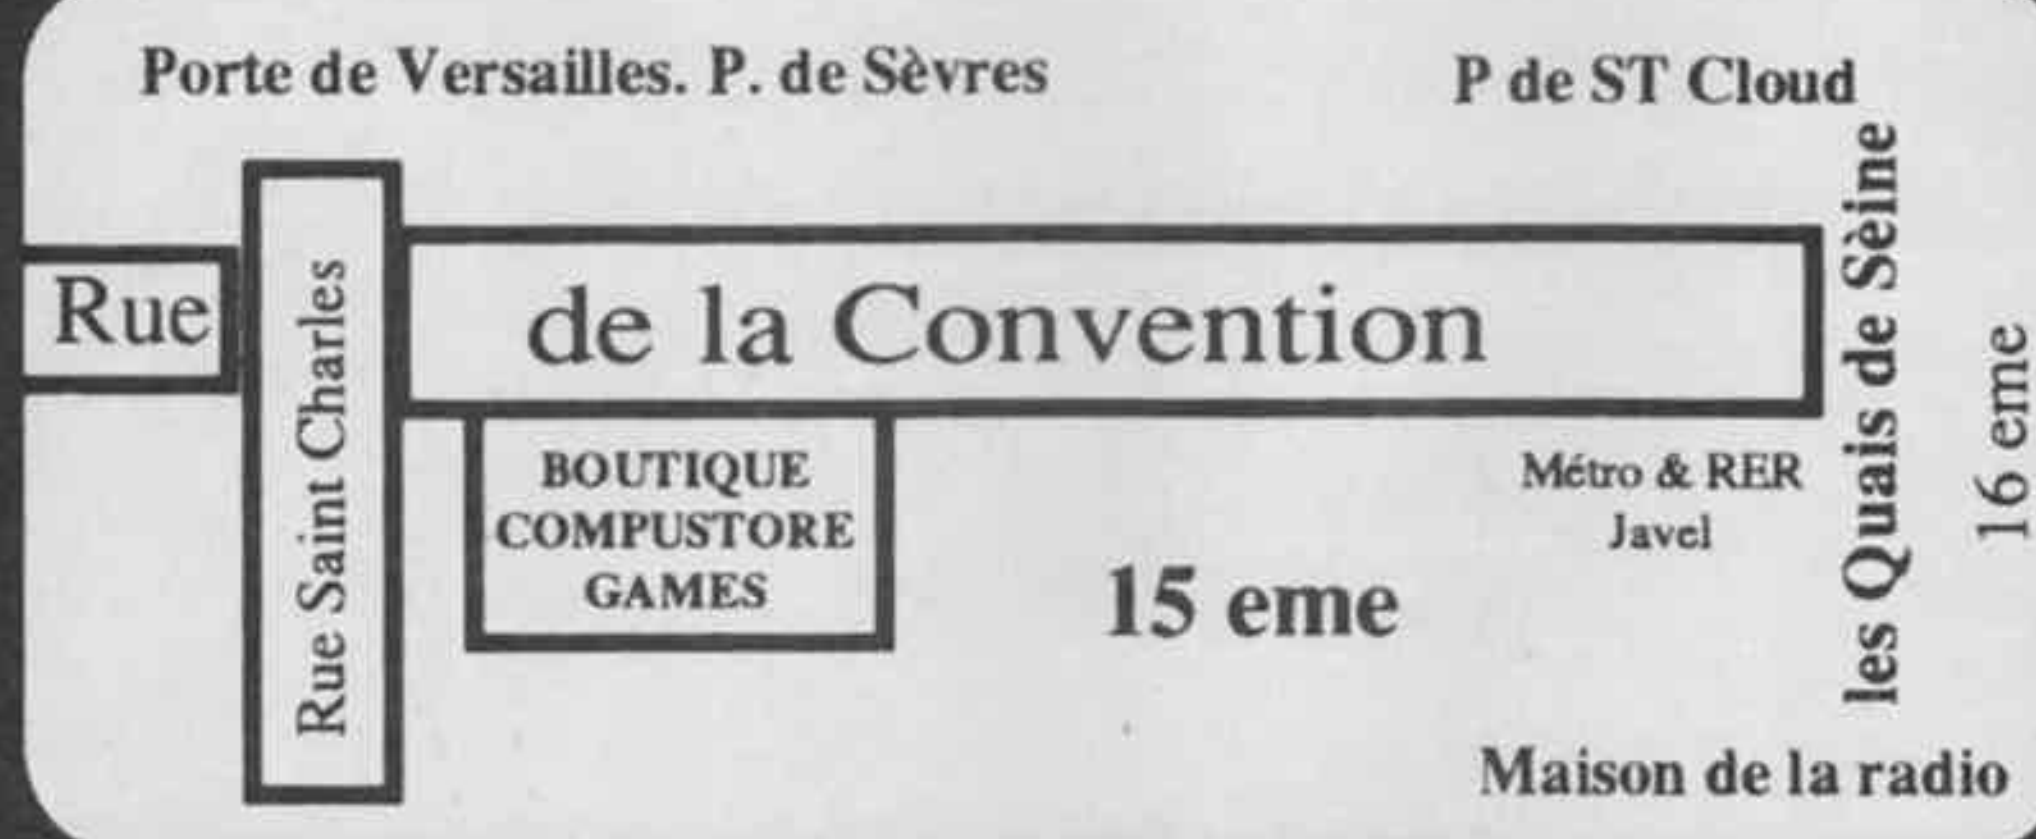 Porte de Versailles. P. de Sèvres
P de ST Cloud
Rue
Rue Saint Charles
de la Convention
BOUTIQUE
COMPUSTORE
GAMES
Métro & RER
Javel
15 eme
les Quais de Sèine
16 eme
Maison de la radio